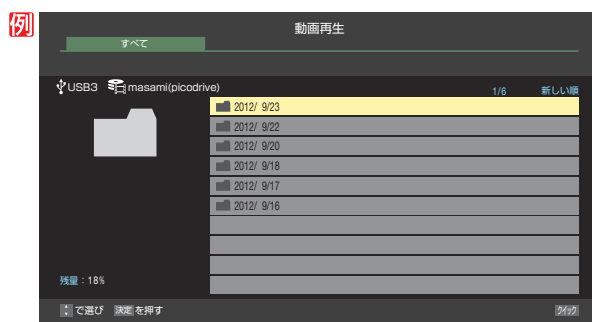 例
動画再生
すべて
USB3 masami(picodrive) 1/6 新しい順
2012/ 9/23
2012/ 9/22
2012/ 9/20
2012/ 9/18
2012/ 9/17
2012/ 9/16
残量：18%
で選び 決定 を押す クイック